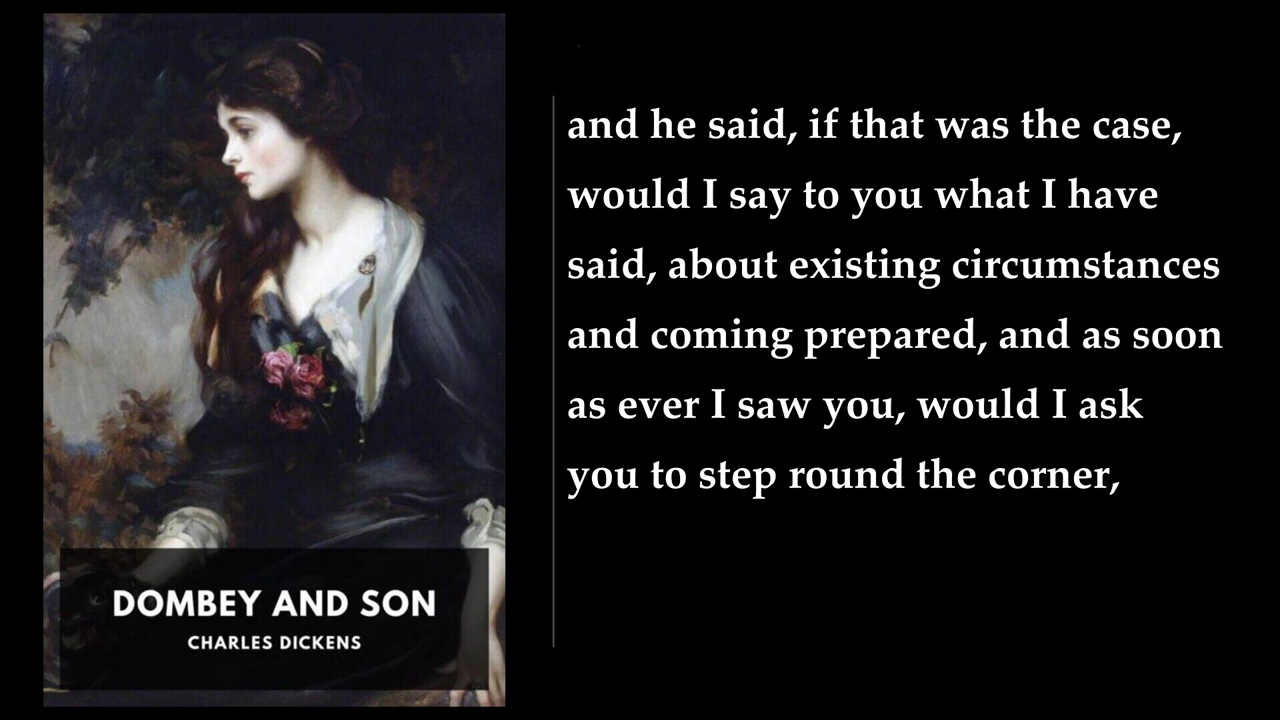 and he said, if that was the case,
would I say to you what I have
said, about existing circumstances
and coming prepared, and as soon
as ever I saw you, would I ask
you to step round the corner,
DOMBEY AND SON
CHARLES DICKENS